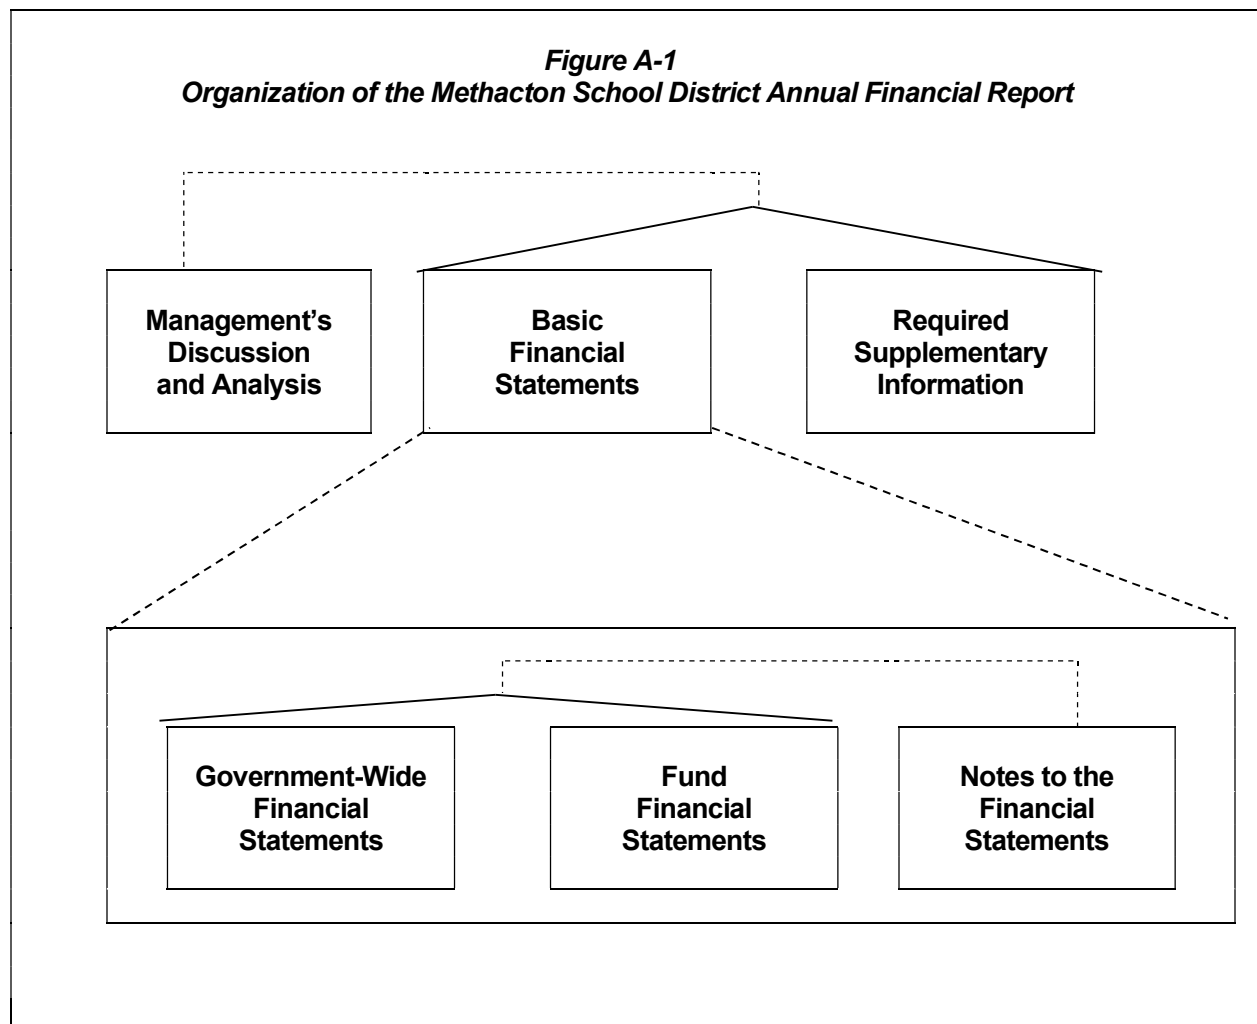 Figure A-1
Organization of the Methacton School District Annual Financial Report
Management’s
Discussion
and Analysis
Basic
Financial
Statements
Required
Supplementary
Information
Government-Wide
Financial
Statements
Fund
Financial
Statements
Notes to the
Financial
Statements